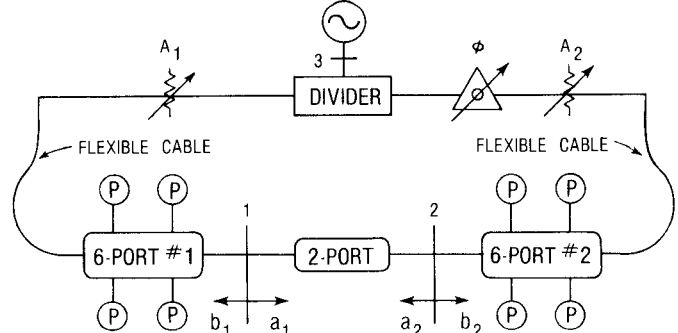 A1 3 ϕ A2
DIVIDER
FLEXIBLE CABLE FLEXIBLE CABLE
P P 1 2 P P
6-PORT #1 2-PORT 6-PORT #2
P P b1 a1 a2 b2 P P